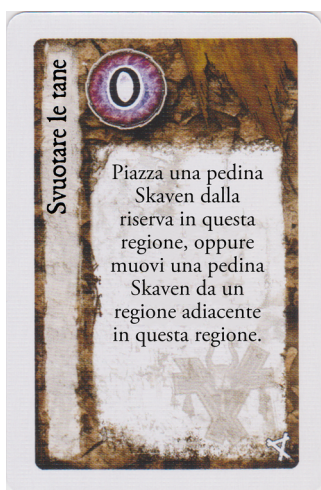 Svuotare le tane
0
Piazza una pedina
Skaven dalla
riserva in questa
regione, oppure
muovi una pedina
Skaven da un
regione adiacente
in questa regione.